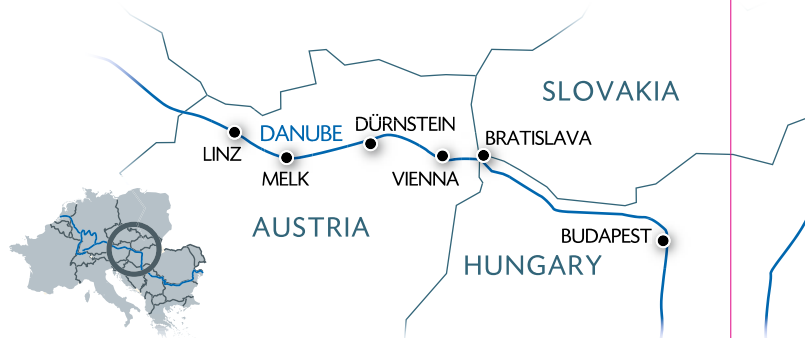 SLOVAKIA
DANUBE
DÜRNSTEIN
LINZ
BRATISLAVA
MELK
VIENNA
AUSTRIA
BUDAPEST
HUNGARY